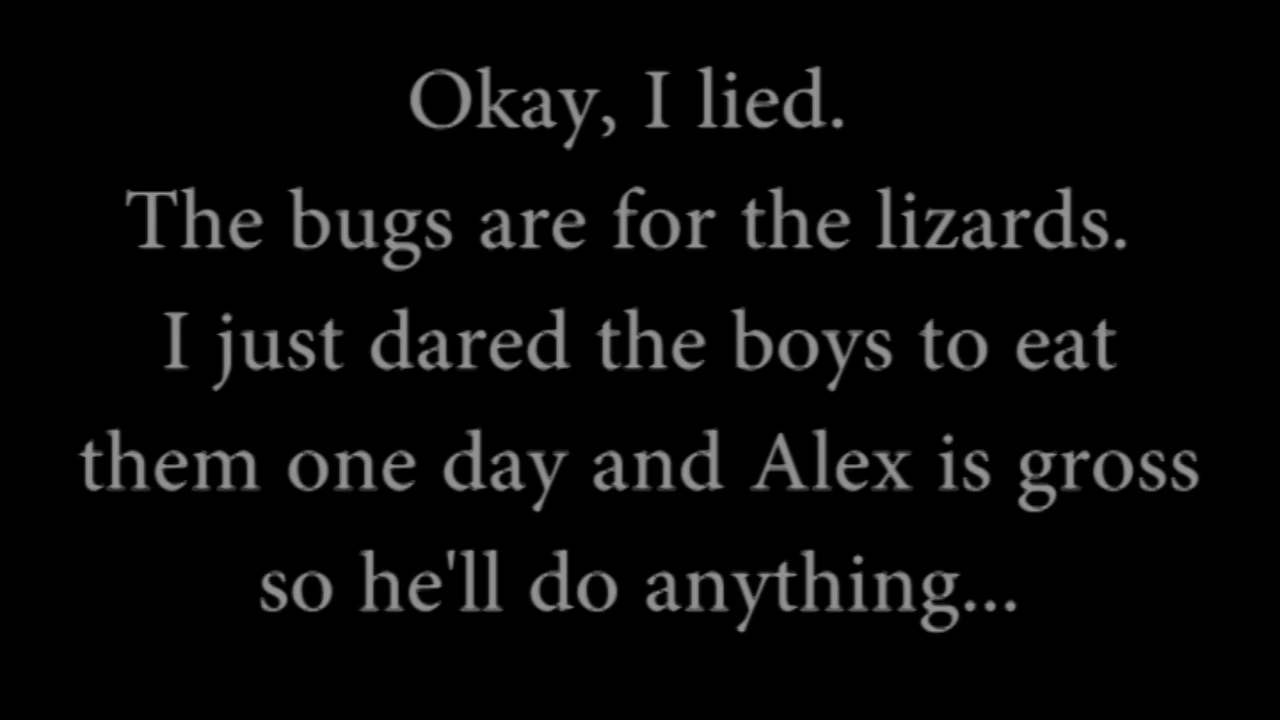 Okay, I lied.
The bugs are for the lizards.
I just dared the boys to eat
them one day and Alex is gross
so he'll do anything...